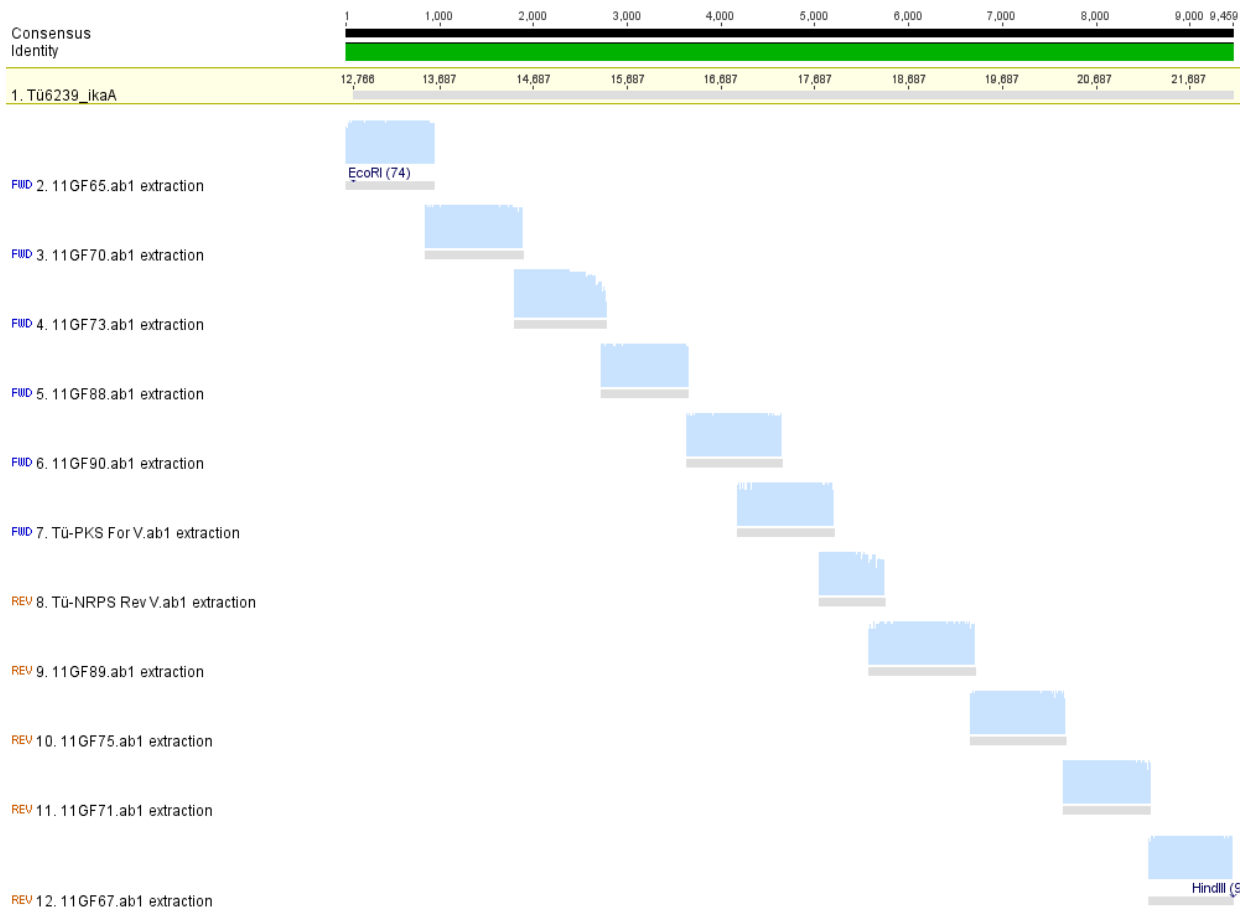 1 1,000 2,000 3,000 4,000 5,000 6,000 7,000 8,000 9,000 9,459
Consensus
Identity
12,766 13,687 14,687 15,687 16,687 17,687 18,687 19,687 20,687 21,687
1. Tü6239_ikaA
EcoRI (74)
FWD 2. 11GF65.ab1 extraction
FWD 3. 11GF70.ab1 extraction
FWD 4. 11GF73.ab1 extraction
FWD 5. 11GF88.ab1 extraction
FWD 6. 11GF90.ab1 extraction
FWD 7. Tü-PKS For V.ab1 extraction
REV 8. Tü-NRPS Rev V.ab1 extraction
REV 9. 11GF89.ab1 extraction
REV 10. 11GF75.ab1 extraction
REV 11. 11GF71.ab1 extraction
HindIII (9
REV 12. 11GF67.ab1 extraction